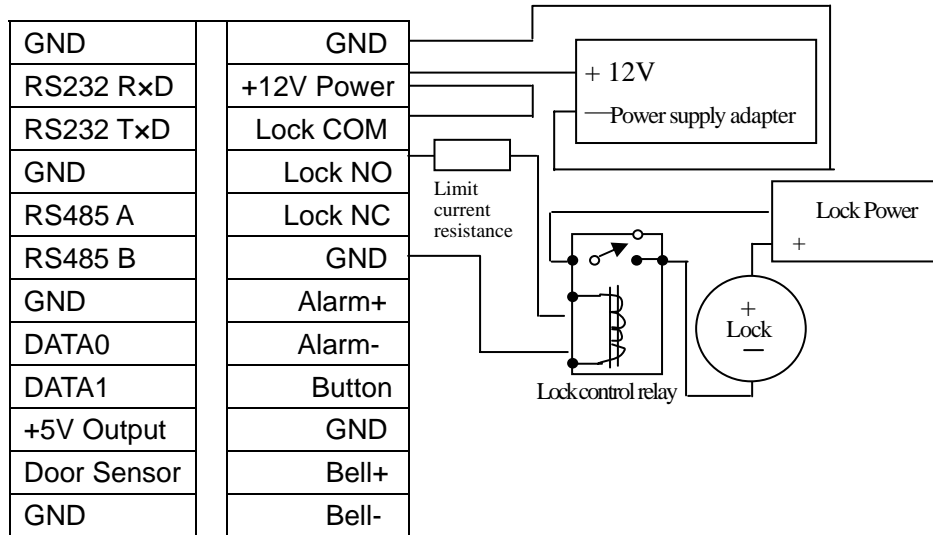 GND
RS232 R×D
RS232 T×D
GND
RS485 A
RS485 B
GND
DATA0
DATA1
+5V Output
Door Sensor
GND
GND
+12V Power
Lock COM
Lock NO
Lock NC
GND
Alarm+
Alarm-
Button
GND
Bell+
Bell-
+ 12V
—Power supply adapter
Limit
current
resistance
Lock control relay
Lock Power
+
+
Lock
—